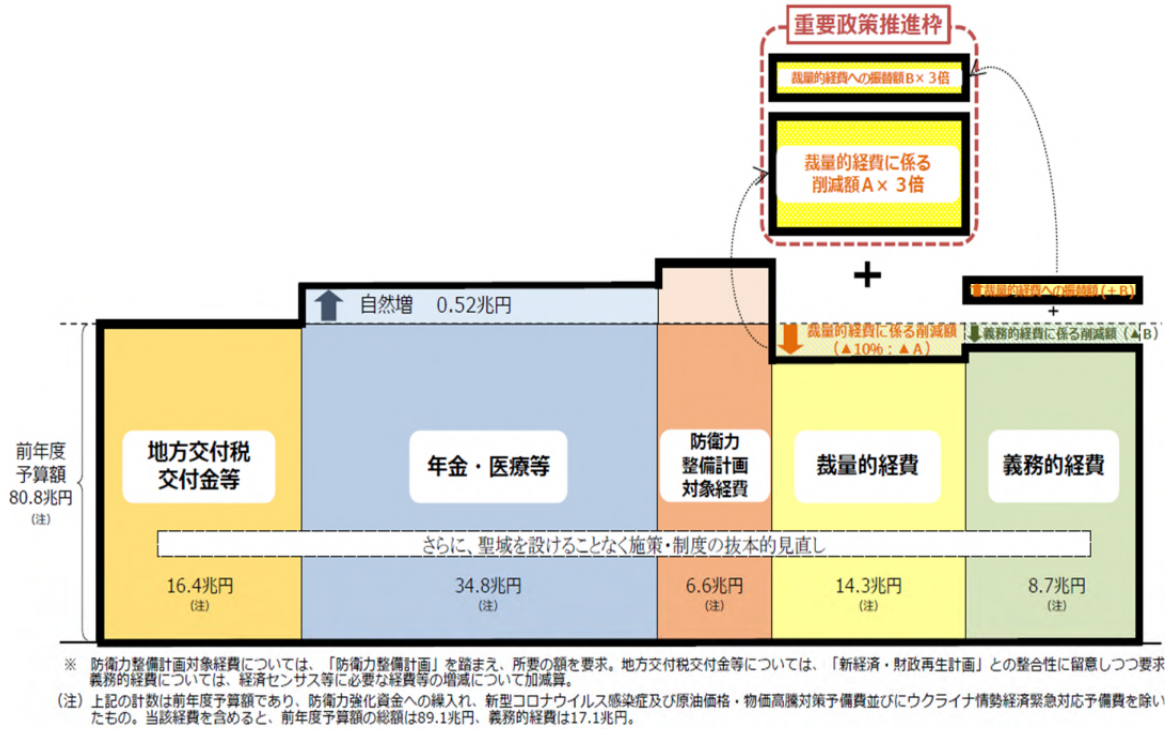 重要政策推進枠
裁量的経費への振替額B×3倍
裁量的経費に係る
削減額A×3倍
+
裁量的経費への振替額(+B)
+
自然増 0.52兆円
裁量的経費に係る削減額
(▲10%:▲A)
義務的経費に係る削減額(▲B)
前年度
予算額
80.8兆円
(注)
地方交付税
交付金等
年金・医療等
防衛力
整備計画
対象経費
裁量的経費
義務的経費
さらに、聖域を設けることなく施策・制度の抜本的見直し
16.4兆円
(注)
34.8兆円
(注)
6.6兆円
(注)
14.3兆円
(注)
8.7兆円
(注)
※ 防衛力整備計画対象経費については、「防衛力整備計画」を踏まえ、所要の額を要求。地方交付税交付金等については、「新経済・財政再生計画」との整合性に留意しつつ要求
義務的経費については、経済センサス等に必要な経費等の増減について加減算。
(注)上記の計数は前年度予算額であり、防衛力強化資金への繰入れ、新型コロナウイルス感染症及び原油価格・物価高騰対策予備費並びにウクライナ情勢経済緊急対応予備費を除い
たもの。当該経費を含めると、前年度予算額の総額は89.1兆円、義務的経費は17.1兆円。